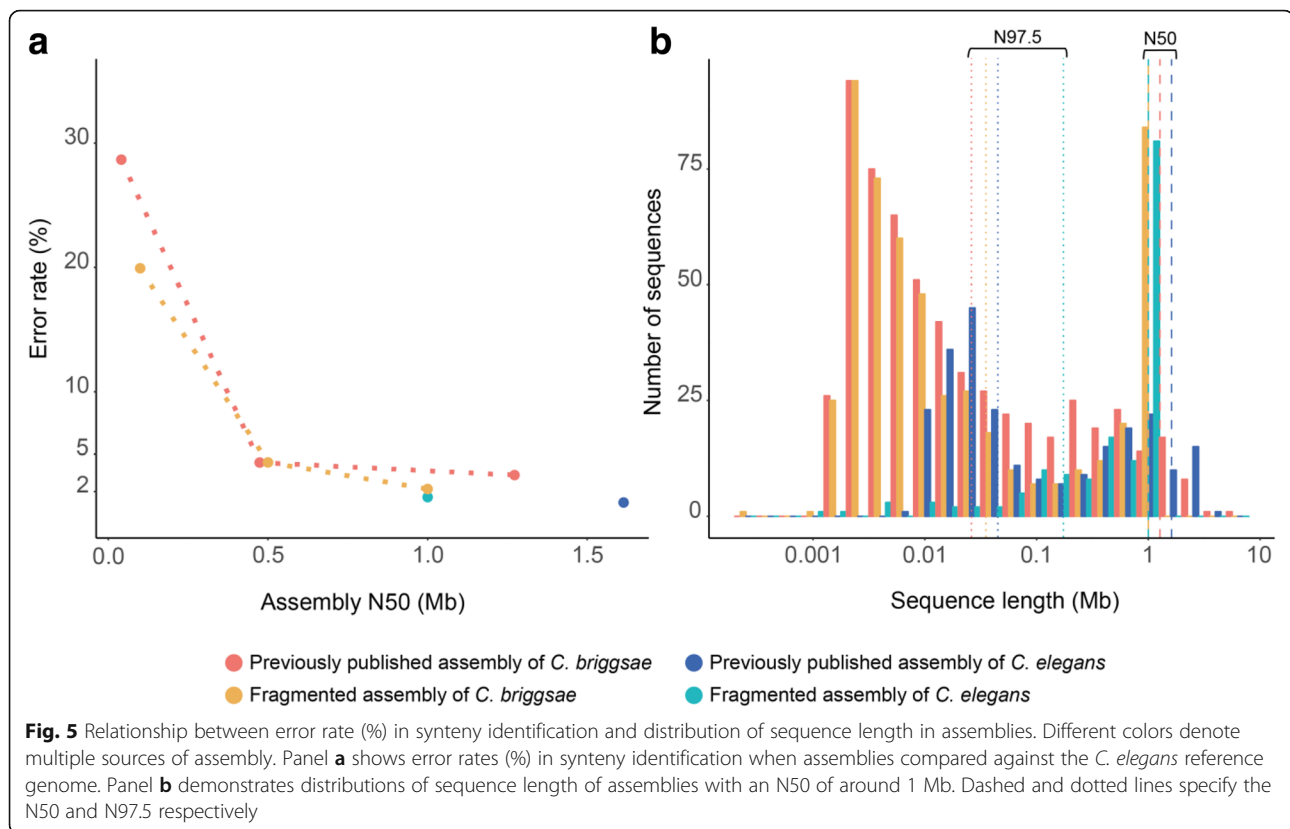 a
Error rate (%)
30
20
10
5
2
0.0 0.5 1.0 1.5
Assembly N50 (Mb)
b
N97.5 N50
Number of sequences
75
50
25
0
0.001 0.01 0.1 1 10
Sequence length (Mb)
Previously published assembly of C. briggsae
Previously published assembly of C. elegans
Fragmented assembly of C. briggsae
Fragmented assembly of C. elegans
Fig. 5 Relationship between error rate (%) in synteny identification and distribution of sequence length in assemblies. Different colors denote
multiple sources of assembly. Panel a shows error rates (%) in synteny identification when assemblies compared against the C. elegans reference
genome. Panel b demonstrates distributions of sequence length of assemblies with an N50 of around 1 Mb. Dashed and dotted lines specify the
N50 and N97.5 respectively